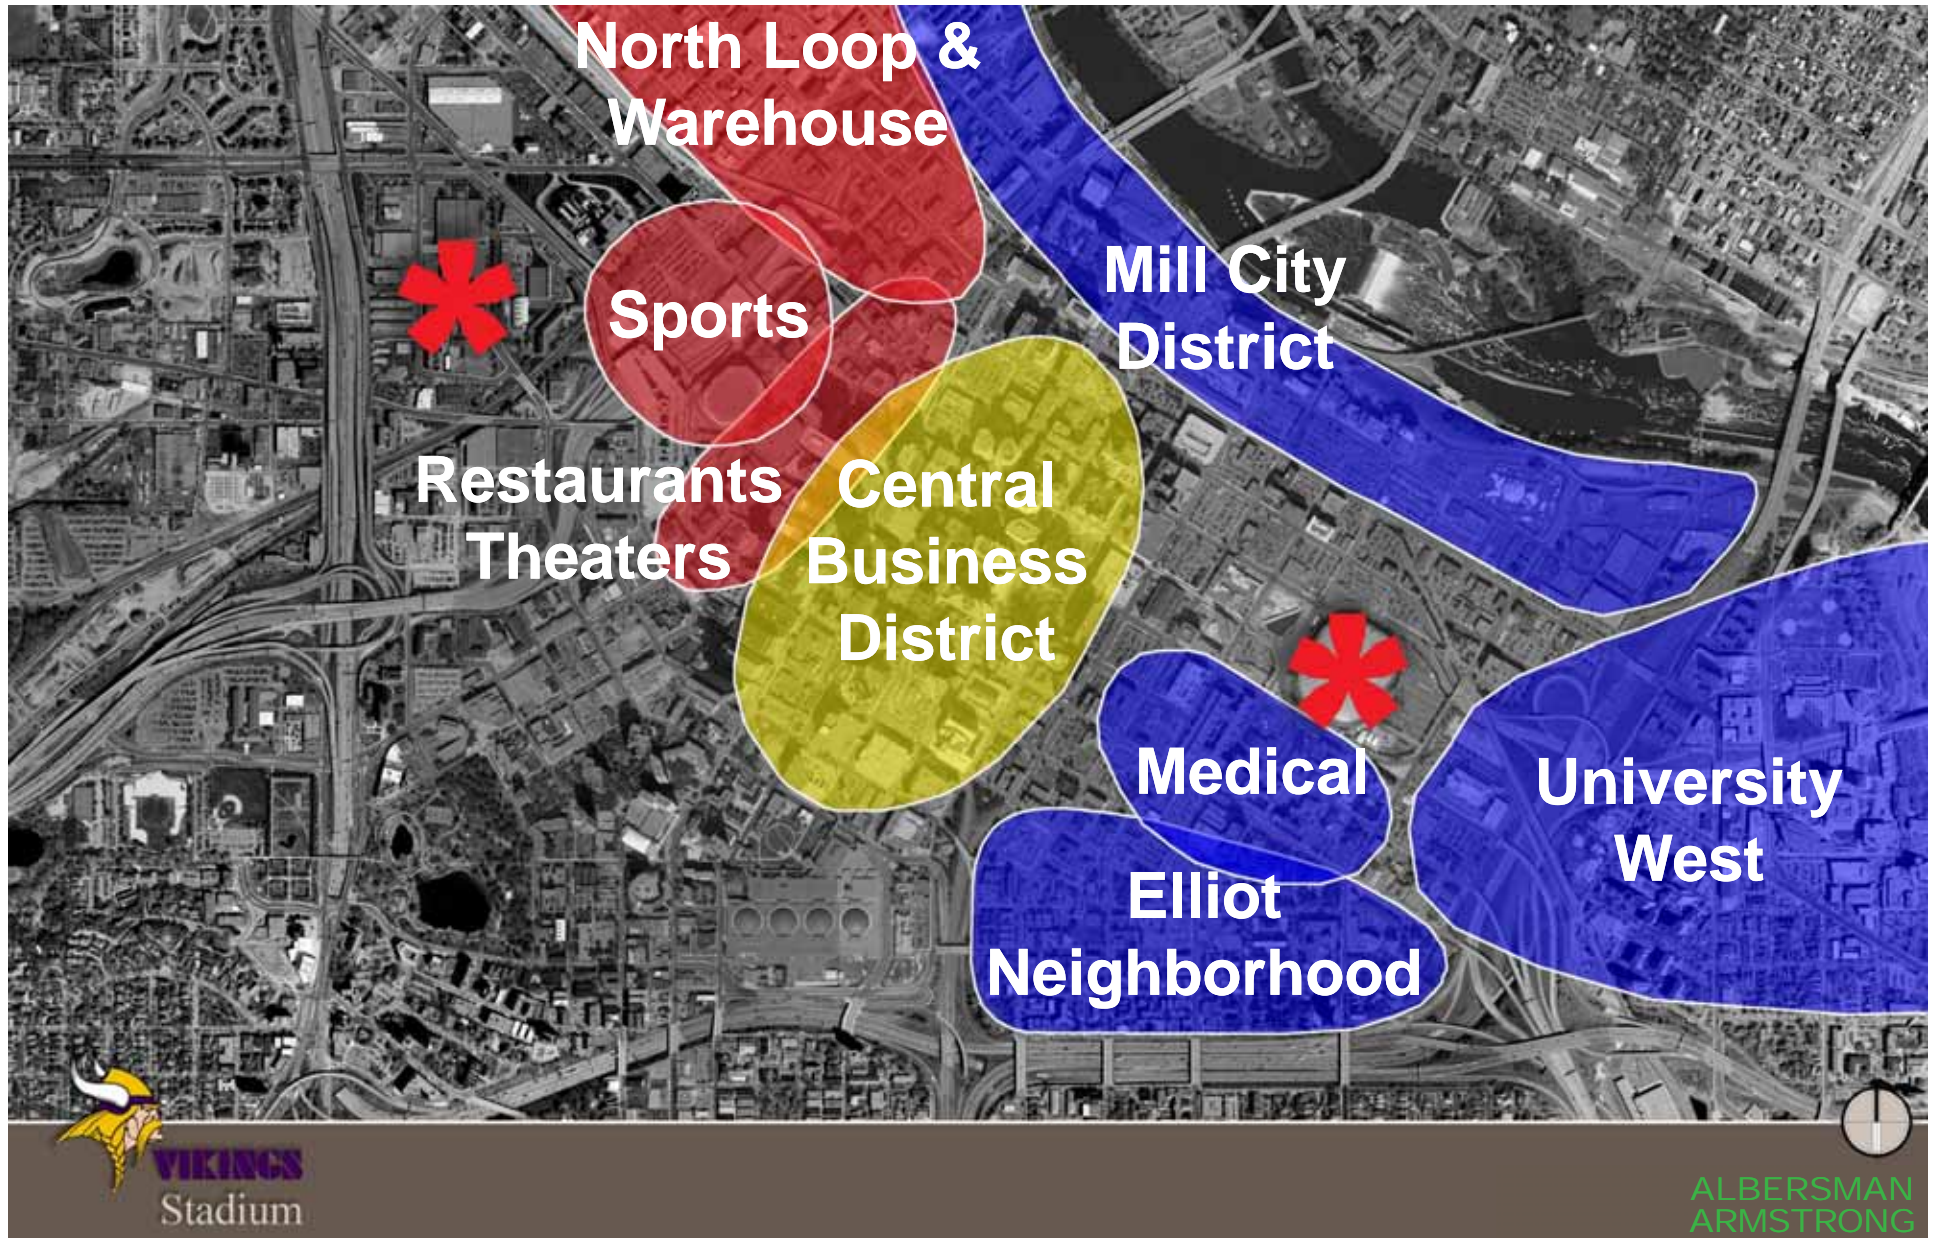 North Loop &
Warehouse
Mill City
District
Sports
Restaurants
Theaters
Central
Business
District
Medical
University
West
Elliot
Neighborhood
VIKINGS
Stadium
ALBERSMAN
ARMSTRONG